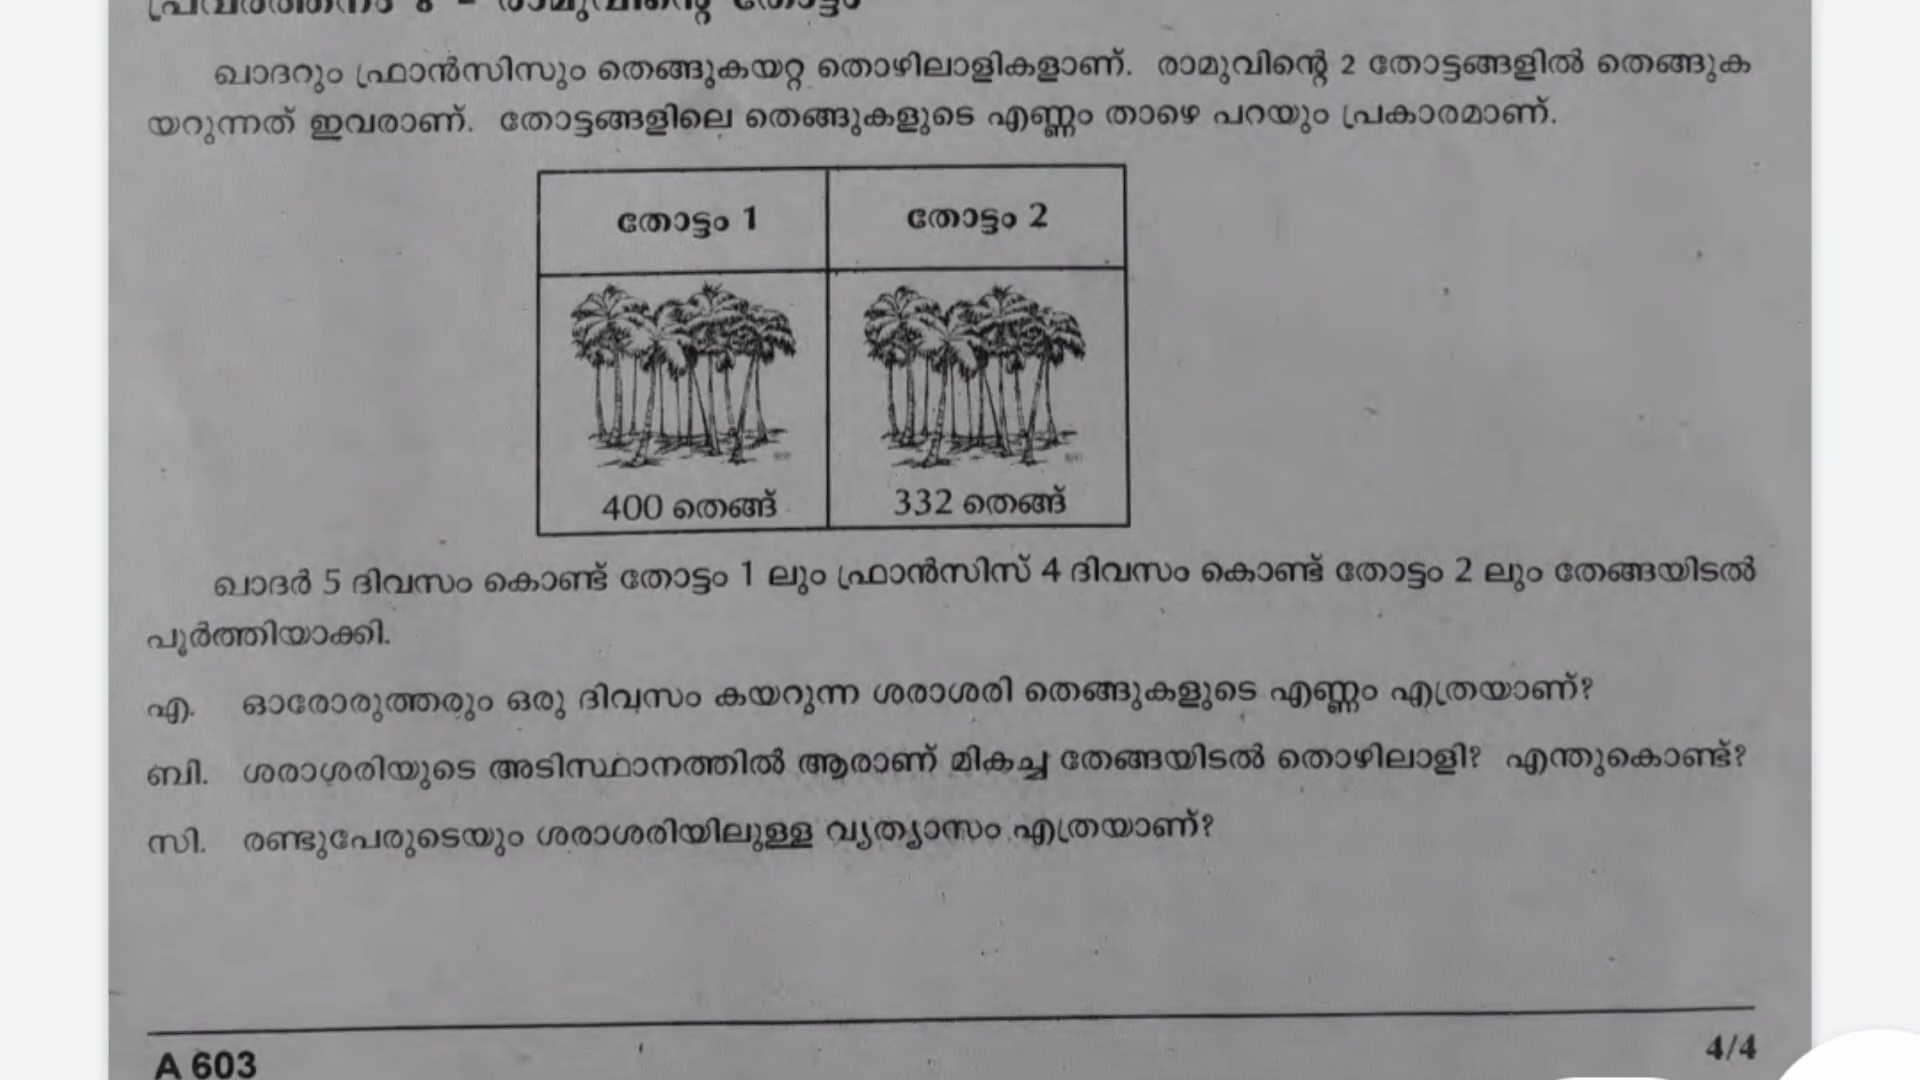 പ്രവർത്തനം 8 - രാമുവിന്റെ തോട്ടം
ഖാദറും ഫ്രാൻസിസും തെങ്ങുകയറ്റ തൊഴിലാളികളാണ്. രാമുവിന്റെ 2 തോട്ടങ്ങളിൽ തെങ്ങുക
യറുന്നത് ഇവരാണ്. തോട്ടങ്ങളിലെ തെങ്ങുകളുടെ എണ്ണം താഴെ പറയും പ്രകാരമാണ്.
തോട്ടം 1 തോട്ടം 2
400 തെങ്ങ് 332 തെങ്ങ്
ഖാദർ 5 ദിവസം കൊണ്ട് തോട്ടം 1 ലും ഫ്രാൻസിസ് 4 ദിവസം കൊണ്ട് തോട്ടം 2 ലും തേങ്ങയിടൽ
പൂർത്തിയാക്കി.
എ. ഓരോരുത്തരും ഒരു ദിവസം കയറുന്ന ശരാശരി തെങ്ങുകളുടെ എണ്ണം എത്രയാണ്?
ബി. ശരാശരിയുടെ അടിസ്ഥാനത്തിൽ ആരാണ് മികച്ച തേങ്ങയിടൽ തൊഴിലാളി? എന്തുകൊണ്ട്?
സി. രണ്ടുപേരുടെയും ശരാശരിയിലുള്ള വ്യത്യാസം എത്രയാണ്?
A 603 4/4